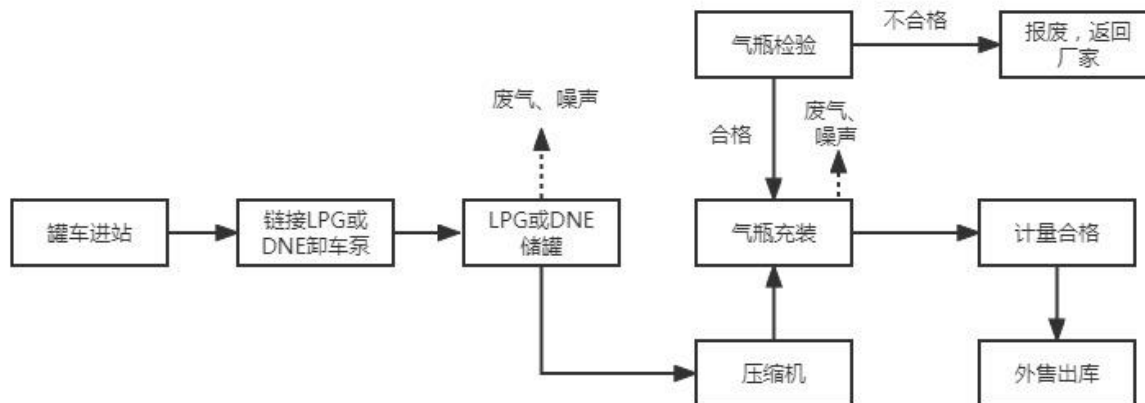 气瓶检验
不合格
报废，返回
厂家
废气、噪声
合格
废气、
噪声
罐车进站
链接LPG或
DNE卸车泵
LPG或DNE
储罐
气瓶充装
计量合格
压缩机
外售出库